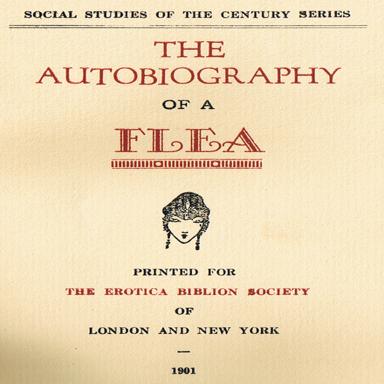 SOCIAL STUDIES OF THE CENTURY SERIES
THE
AUTOBIOGRAPHY
OF A
FLEA
PRINTED FOR
THE EROTICA BIBLION SOCIETY
OF
LONDON AND NEW YORK
—
1901